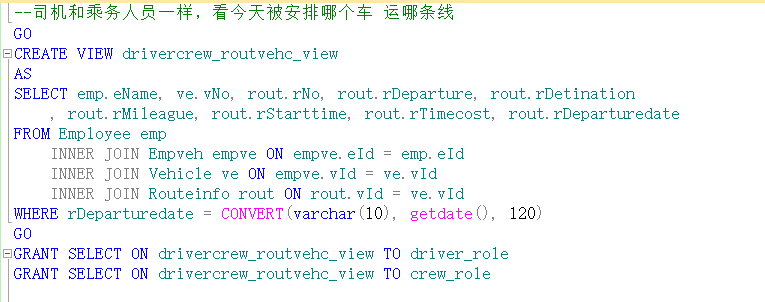 --司机和乘务人员一样，看今天被安排哪个车 运哪条线
GO
CREATE VIEW drivercrew_routvehc_view
AS
SELECT emp.eName, ve.vNo, rout.rNo, rout.rDeparture, rout.rDetination
, rout.rMileague, rout.rStarttime, rout.rTimecost, rout.rDeparturedate
FROM Employee emp
INNER JOIN Empveh empve ON empve.eId = emp.eId
INNER JOIN Vehicle ve ON empve.vId = ve.vId
INNER JOIN Routeinfo rout ON rout.vId = ve.vId
WHERE rDeparturedate = CONVERT(varchar(10), getdate(), 120)
GO
GRANT SELECT ON drivercrew_routvehc_view TO driver_role
GRANT SELECT ON drivercrew_routvehc_view TO crew_role